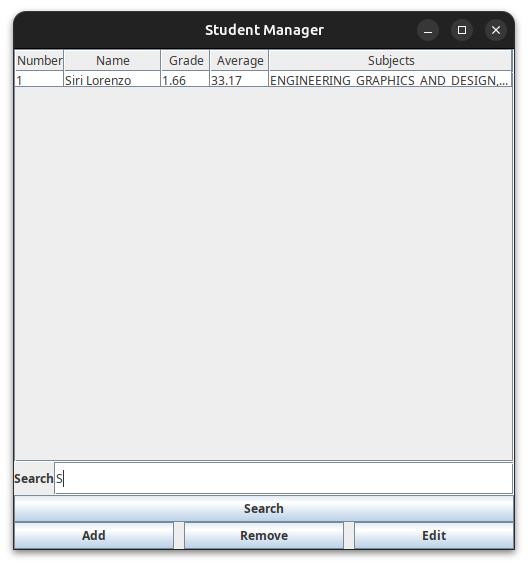 Student Manager
Number Name Grade Average Subjects
1 Siri Lorenzo 1.66 33.17 ENGINEERING_GRAPHICS_AND_DESIGN,...
Search S
Search
Add Remove Edit